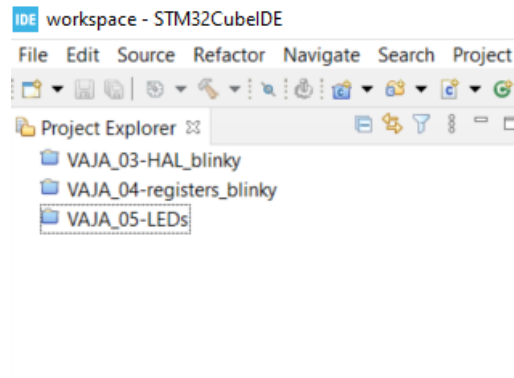 IDE workspace - STM32CubeIDE
File Edit Source Refactor Navigate Search Project
Project Explorer
VAJA_03-HAL_blinky
VAJA_04-registers_blinky
VAJA_05-LEDs